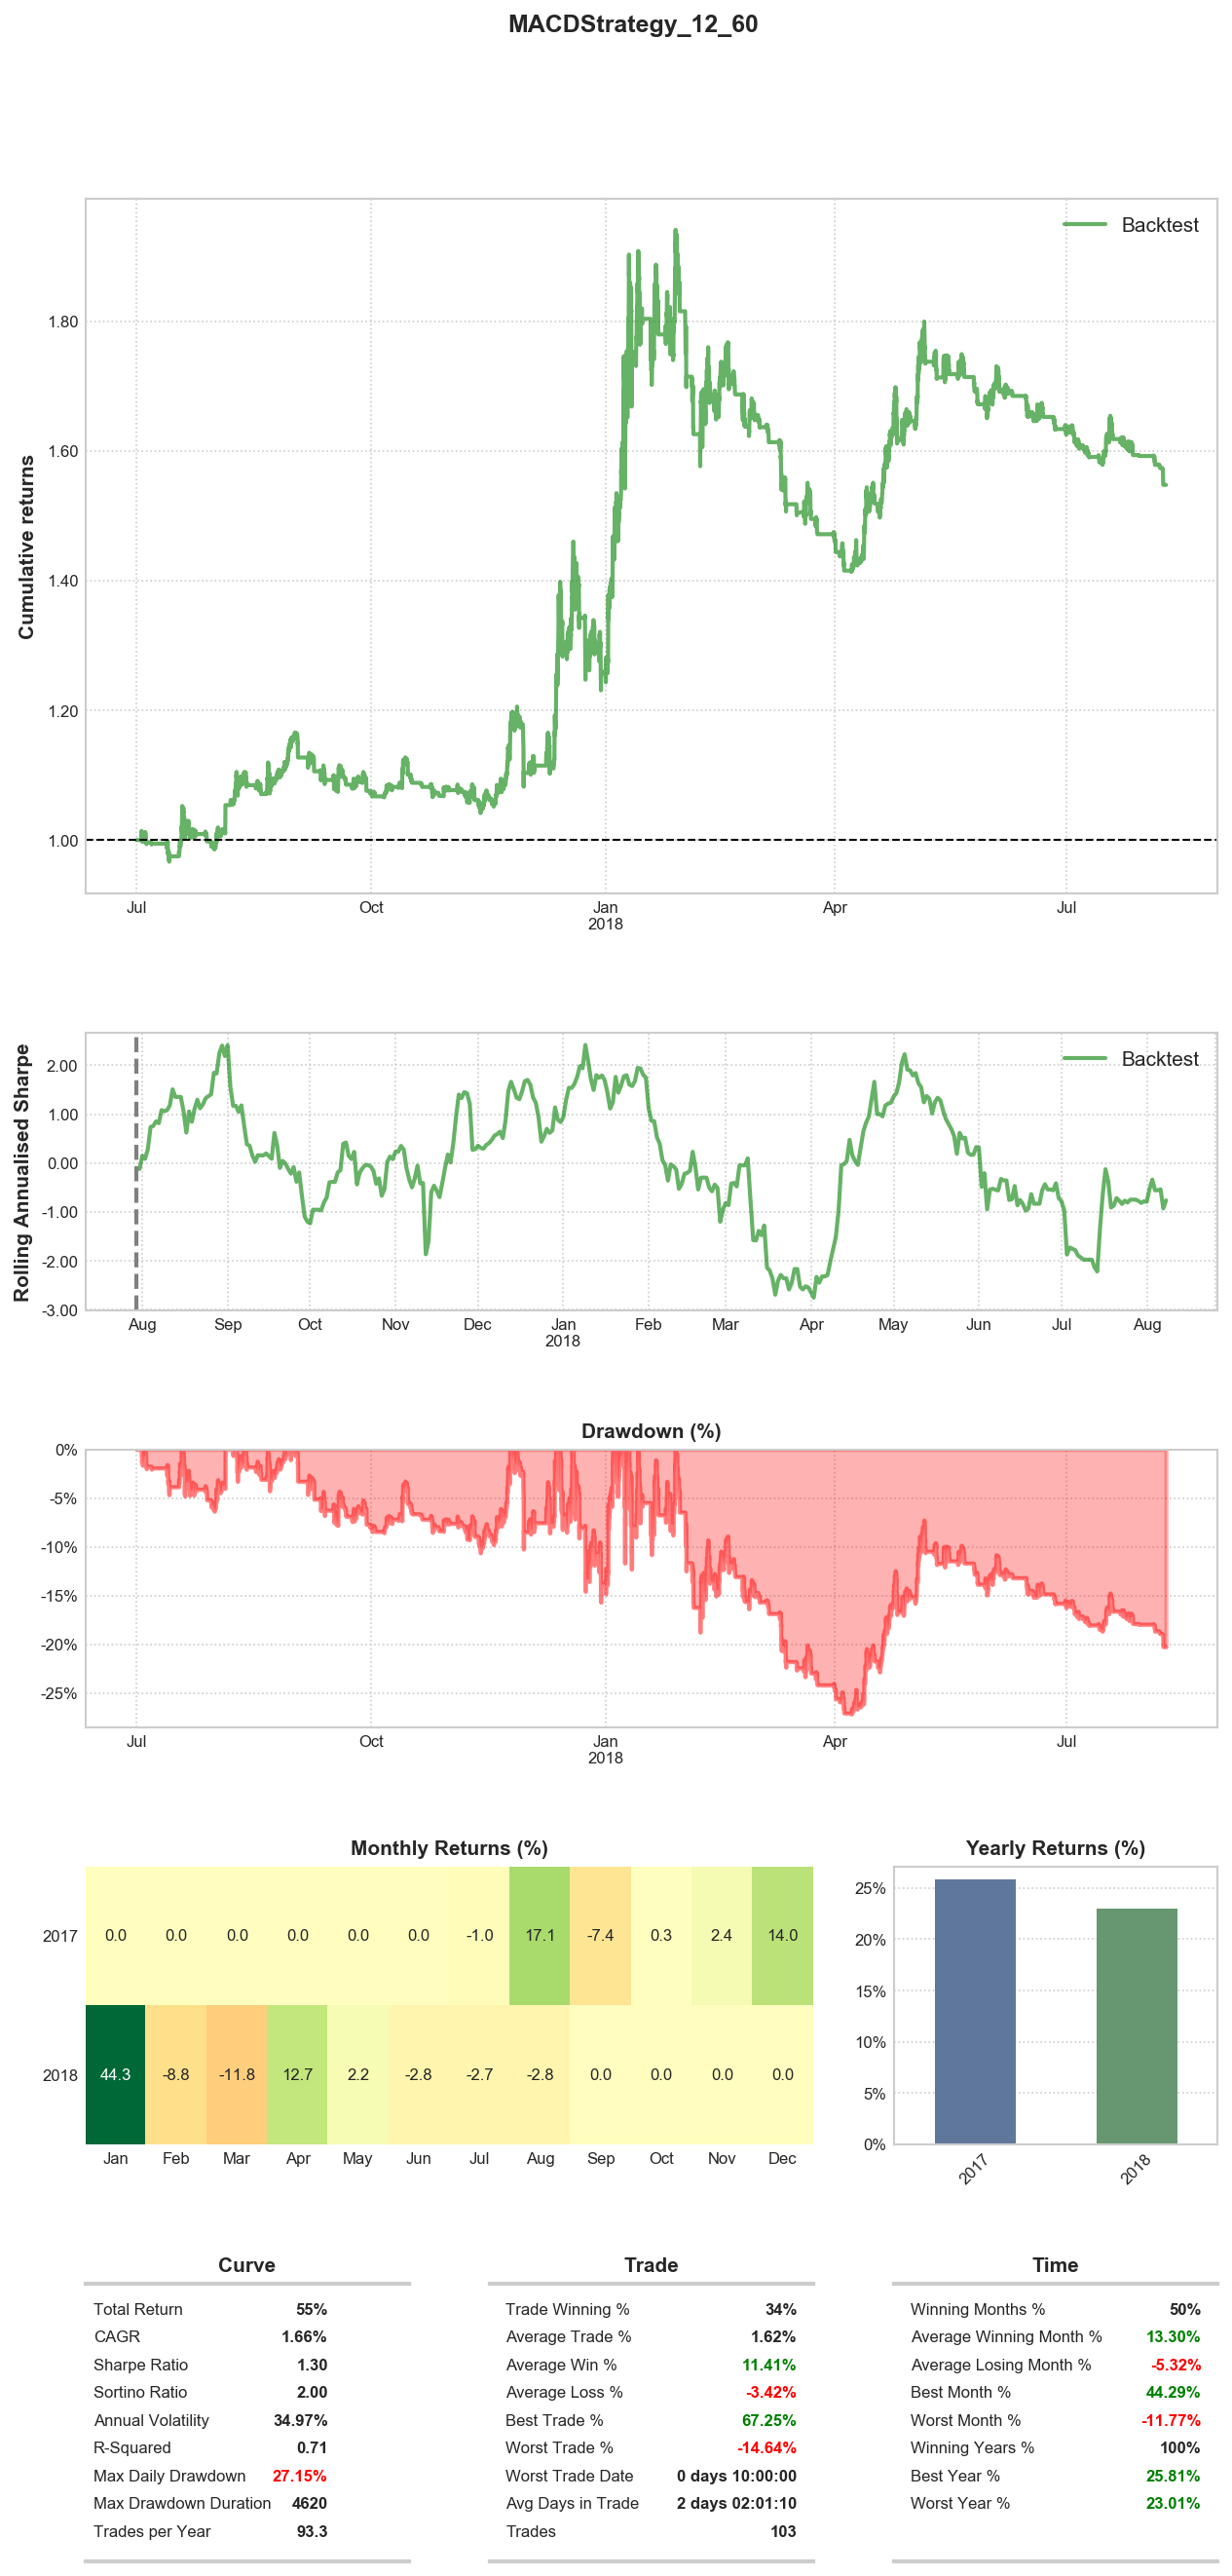 MACDStrategy_12_60
Backtest
Cumulative returns
1.80
1.60
1.40
1.20
1.00
Jul Oct Jan Apr Jul
2018
Backtest
Rolling Annualised Sharpe
2.00
1.00
0.00
-1.00
-2.00
-3.00
Aug Sep Oct Nov Dec Jan Feb Mar Apr May Jun Jul Aug
2018
Drawdown (%)
0%
-5%
-10%
-15%
-20%
-25%
Jul Oct Jan Apr Jul
2018
Monthly Returns (%)
2017 0.0 0.0 0.0 0.0 0.0 0.0 -1.0 17.1 -7.4 0.3 2.4 14.0
2018 44.3 -8.8 -11.8 12.7 2.2 -2.8 -2.7 -2.8 0.0 0.0 0.0 0.0
Jan Feb Mar Apr May Jun Jul Aug Sep Oct Nov Dec
Yearly Returns (%)
25%
20%
15%
10%
5%
0%
2017 2018
Curve
Total Return 55%
CAGR 1.66%
Sharpe Ratio 1.30
Sortino Ratio 2.00
Annual Volatility 34.97%
R-Squared 0.71
Max Daily Drawdown 27.15%
Max Drawdown Duration 4620
Trades per Year 93.3
Trade
Trade Winning % 34%
Average Trade % 1.62%
Average Win % 11.41%
Average Loss % -3.42%
Best Trade % 67.25%
Worst Trade % -14.64%
Worst Trade Date 0 days 10:00:00
Avg Days in Trade 2 days 02:01:10
Trades 103
Time
Winning Months % 50%
Average Winning Month % 13.30%
Average Losing Month % -5.32%
Best Month % 44.29%
Worst Month % -11.77%
Winning Years % 100%
Best Year % 25.81%
Worst Year % 23.01%